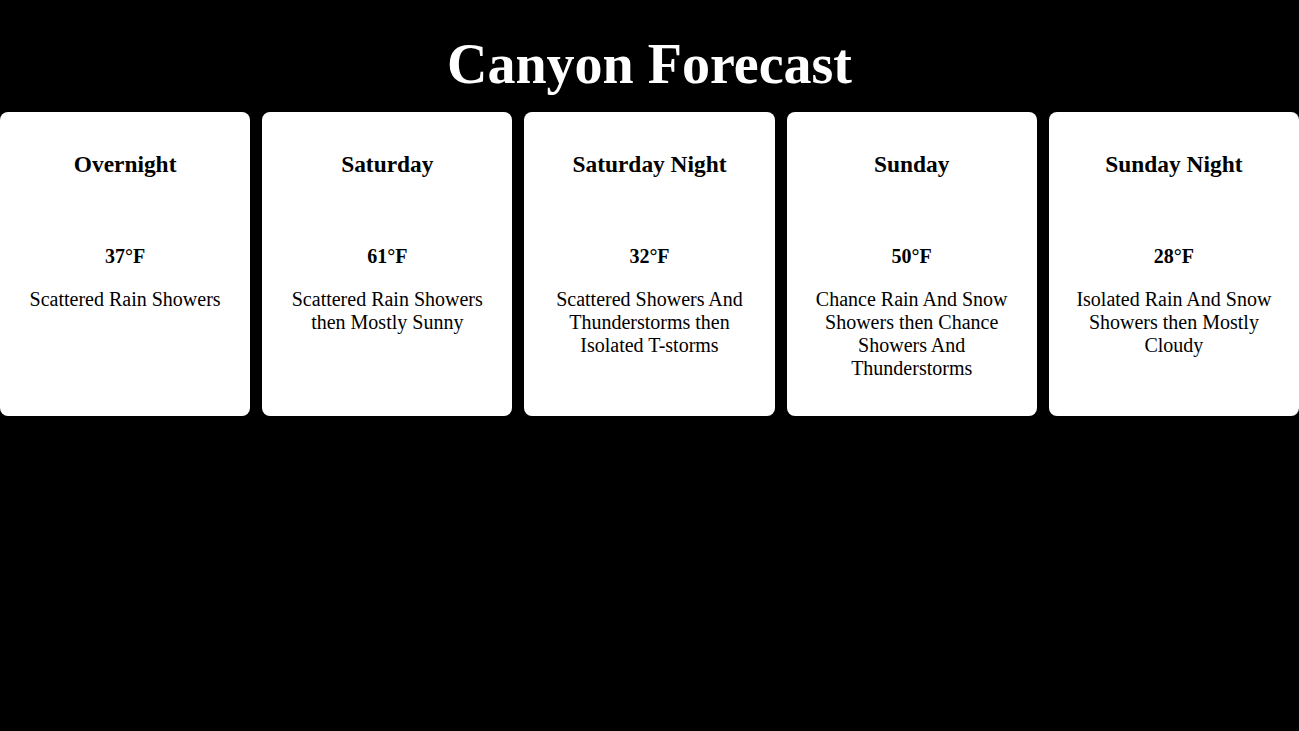 Canyon Forecast
Overnight
37°F
Scattered Rain Showers
Saturday
61°F
Scattered Rain Showers
then Mostly Sunny
Saturday Night
32°F
Scattered Showers And
Thunderstorms then
Isolated T-storms
Sunday
50°F
Chance Rain And Snow
Showers then Chance
Showers And
Thunderstorms
Sunday Night
28°F
Isolated Rain And Snow
Showers then Mostly
Cloudy